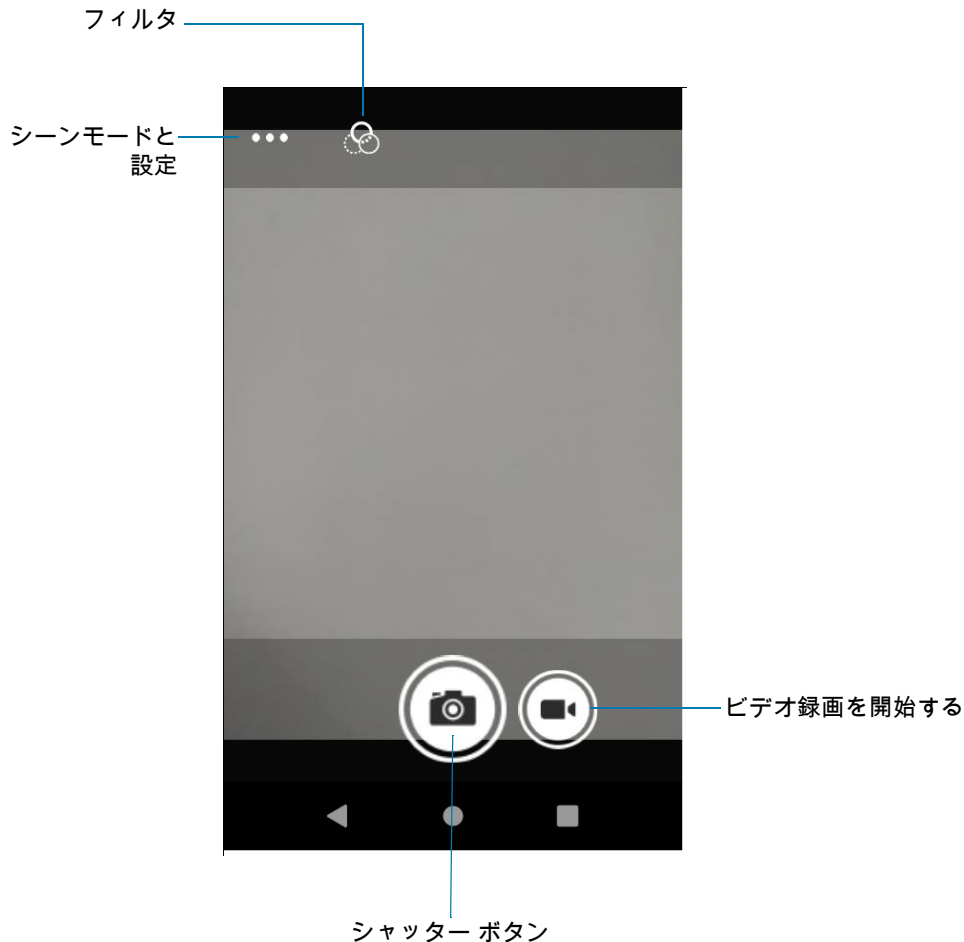 フィルタ
シーンモードと
設定
ビデオ録画を開始する
シャッター ボタン